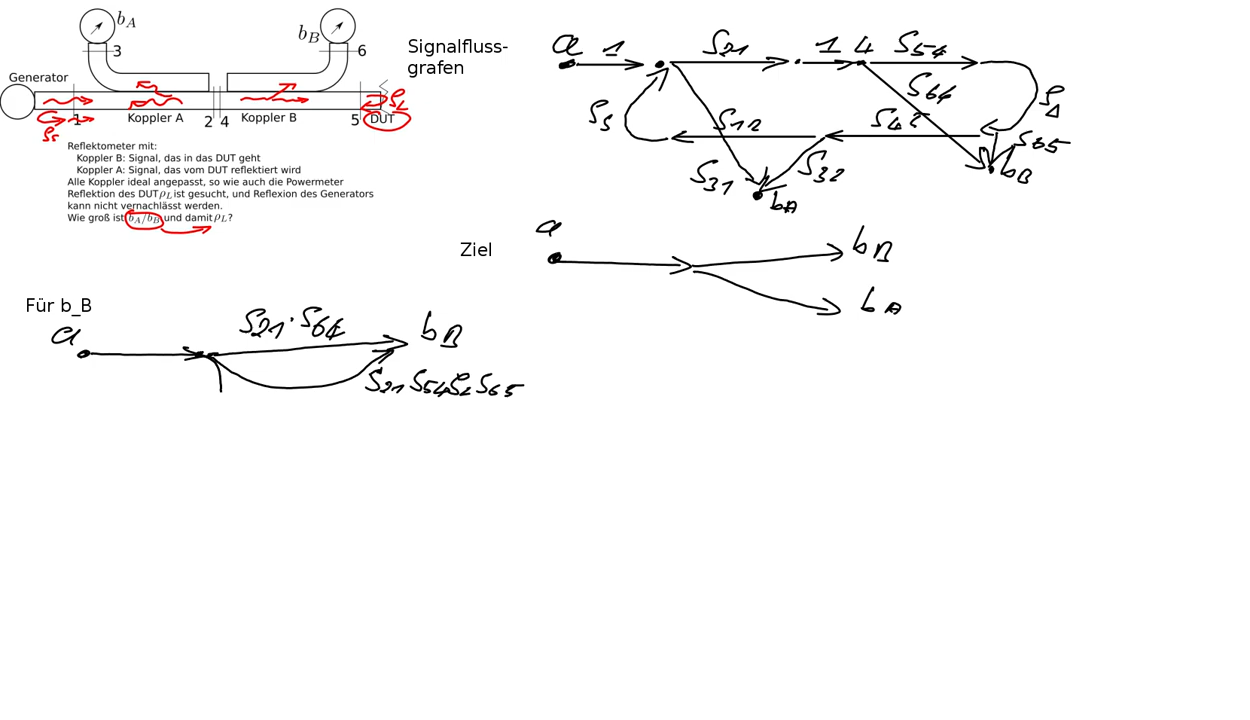 b_A
b_B
3
6
Generator
1
Koppler A
2
4
Koppler B
5
DUT
ρ_L
ρ_S
Reflektometer mit:
Koppler B: Signal, das in das DUT geht
Koppler A: Signal, das vom DUT reflektiert wird
Alle Koppler ideal angepasst, so wie auch die Powermeter
Reflektion des DUT ρ_L ist gesucht, und Reflexion des Generators
kann nicht vernachlässt werden.
Wie groß ist b_A/b_B und damit ρ_L?
Signalfluss-
grafen
a 1 S21 1 4 S54
S64
ρ_S S12
S65
S31 S32
b_A
b_B
Ziel
a
b_B
b_A
Für b_B
a
S21·S64
b_B
S21 S54 ρ_L S65